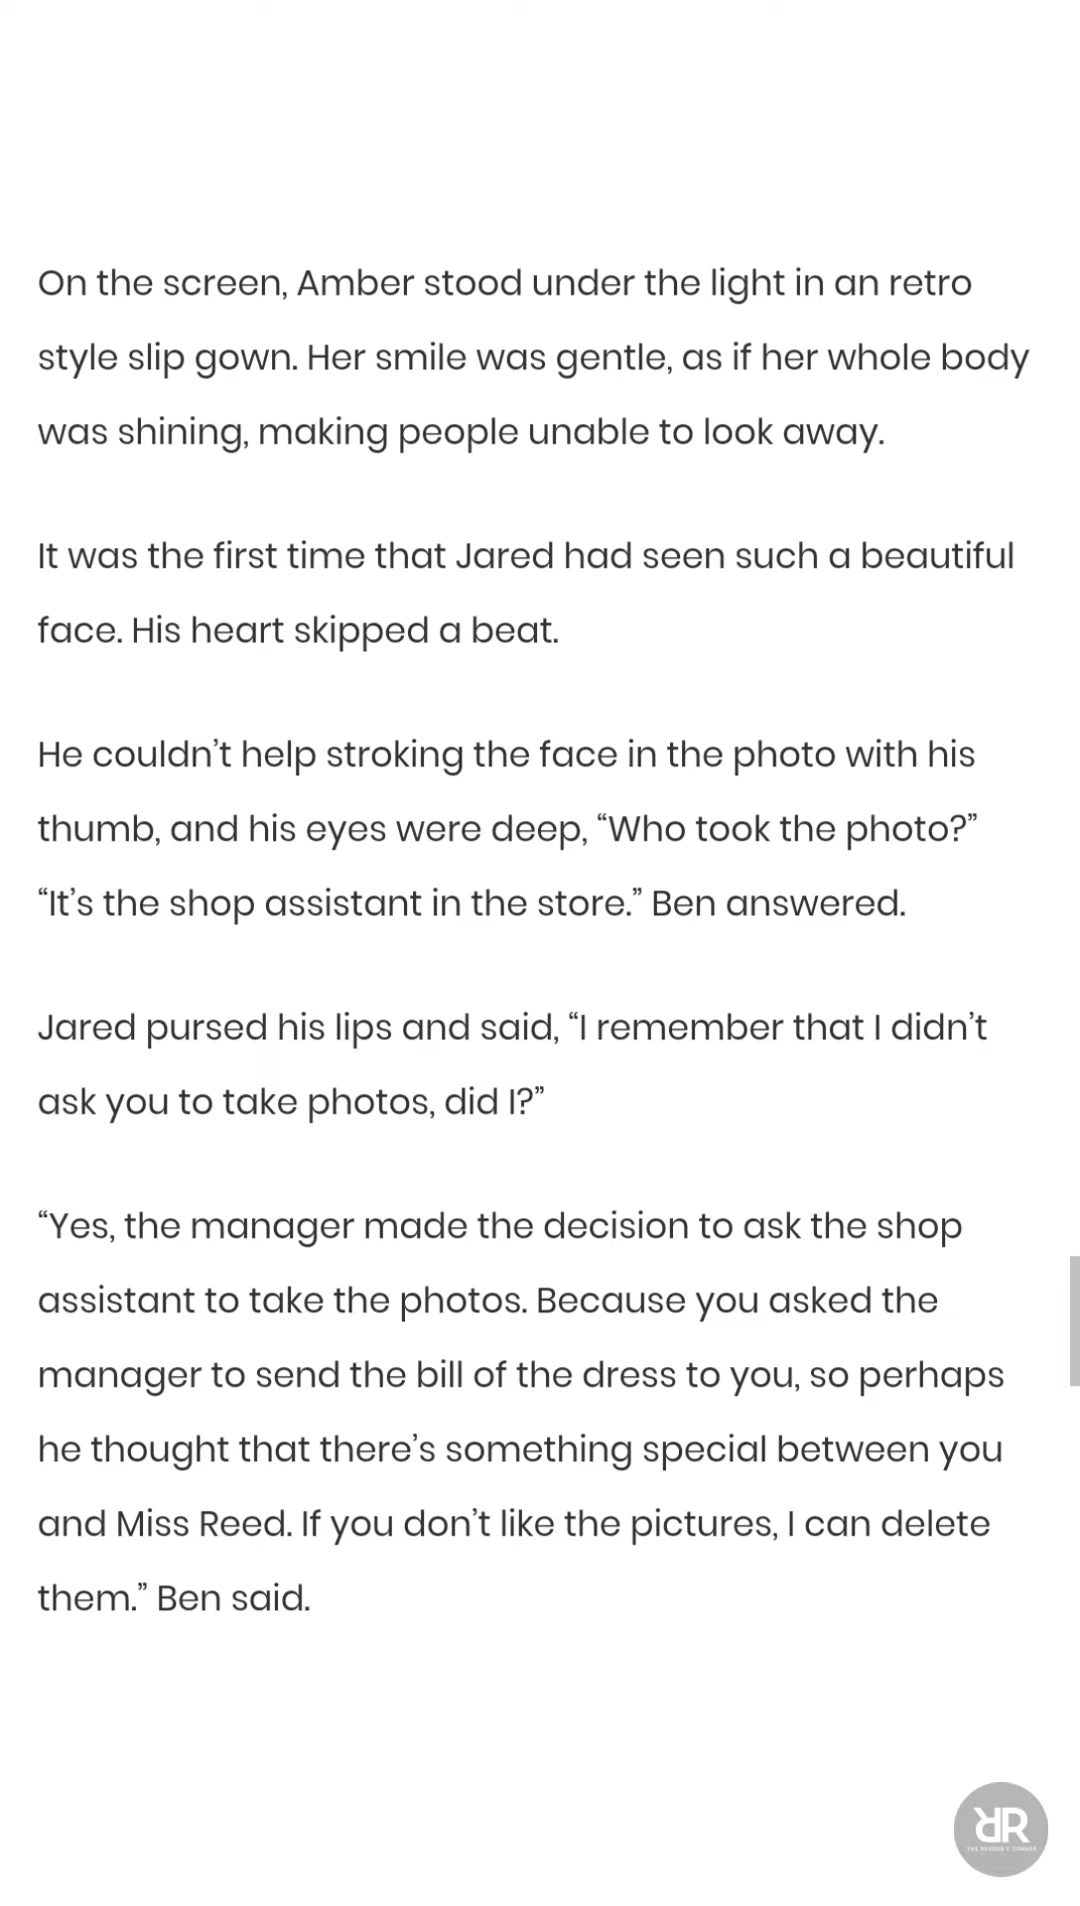 On the screen, Amber stood under the light in an retro
style slip gown. Her smile was gentle, as if her whole body
was shining, making people unable to look away.
It was the first time that Jared had seen such a beautiful
face. His heart skipped a beat.
He couldn’t help stroking the face in the photo with his
thumb, and his eyes were deep, “Who took the photo?”
“It’s the shop assistant in the store.” Ben answered.
Jared pursed his lips and said, “I remember that I didn’t
ask you to take photos, did I?”
“Yes, the manager made the decision to ask the shop
assistant to take the photos. Because you asked the
manager to send the bill of the dress to you, so perhaps
he thought that there’s something special between you
and Miss Reed. If you don’t like the pictures, I can delete
them.” Ben said.
RR
THE READER'S CORNER